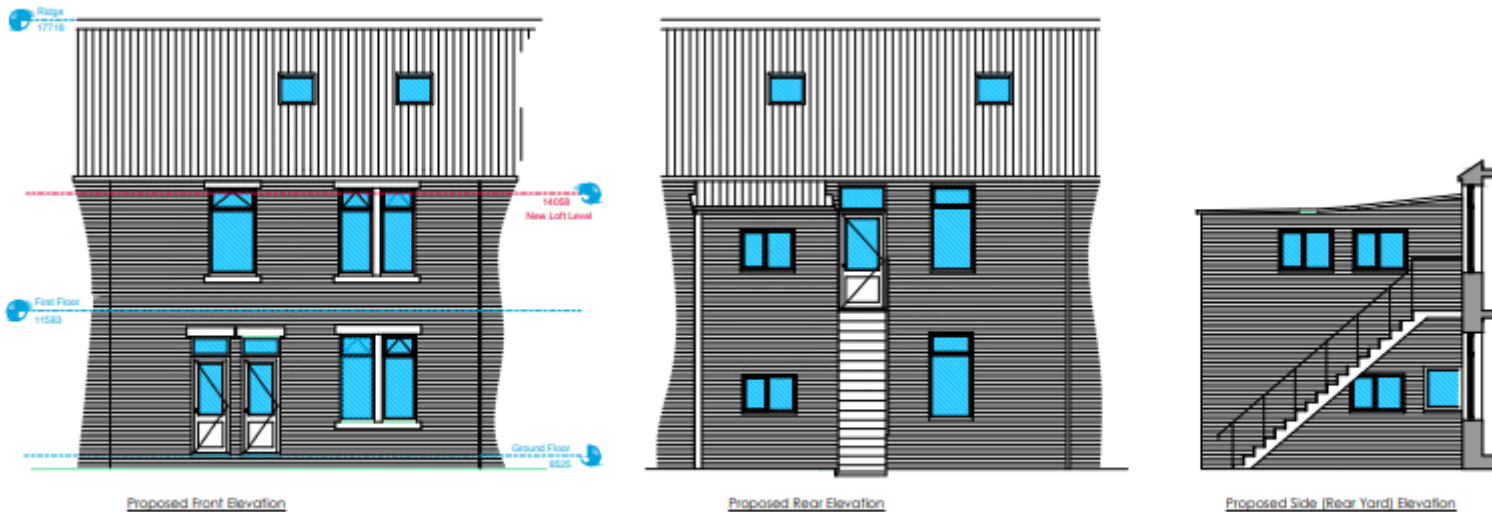 Ridge
17718
14058
New Loft Level
First Floor
11583
Ground Floor
8525
Proposed Front Elevation
Proposed Rear Elevation
Proposed Side (Rear Yard) Elevation